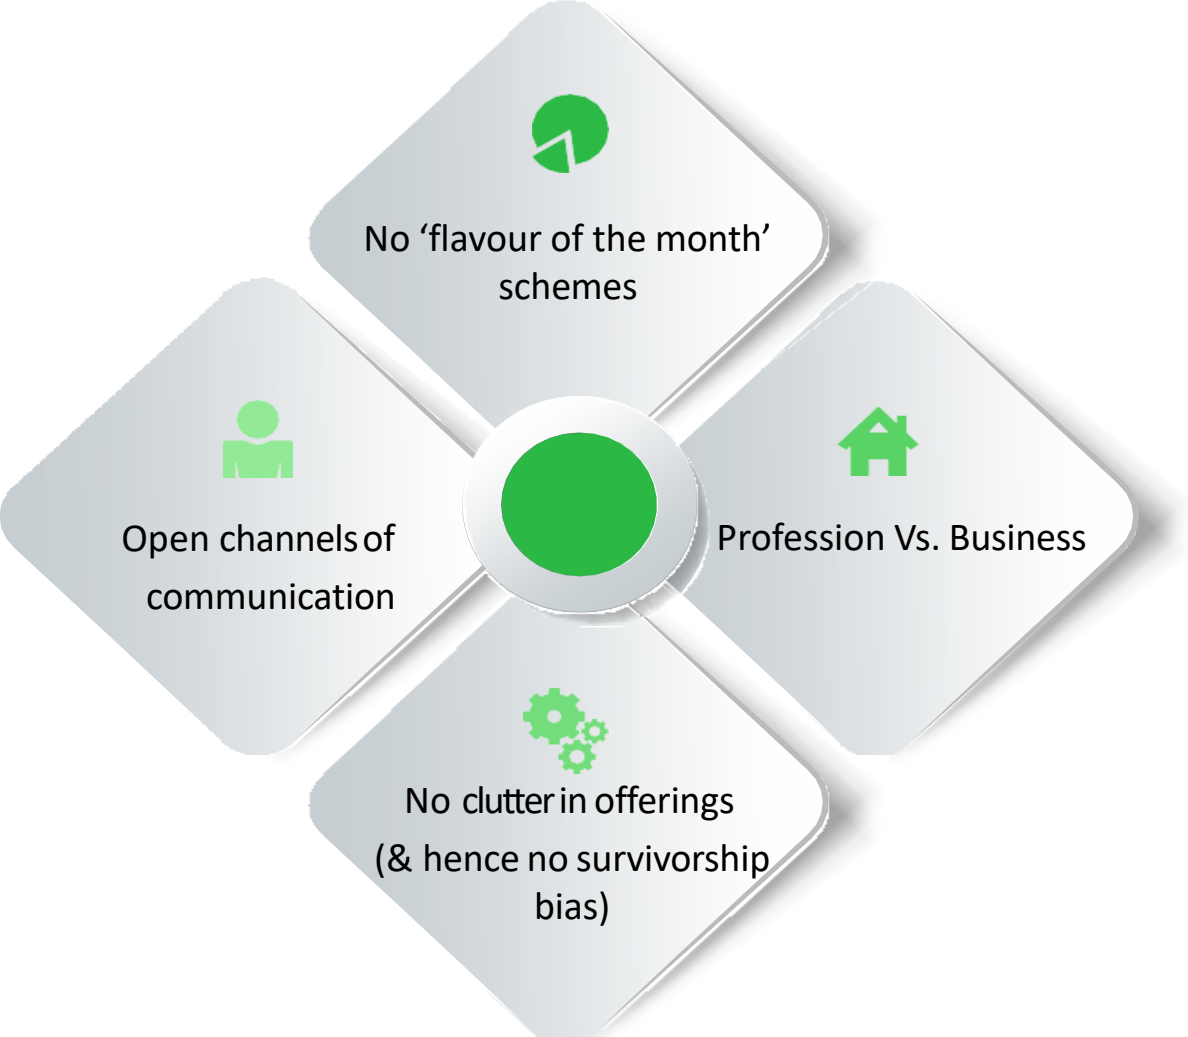 No ‘flavour of the month’
schemes
Open channels of
communication
Profession Vs. Business
No clutter in offerings
(& hence no survivorship
bias)